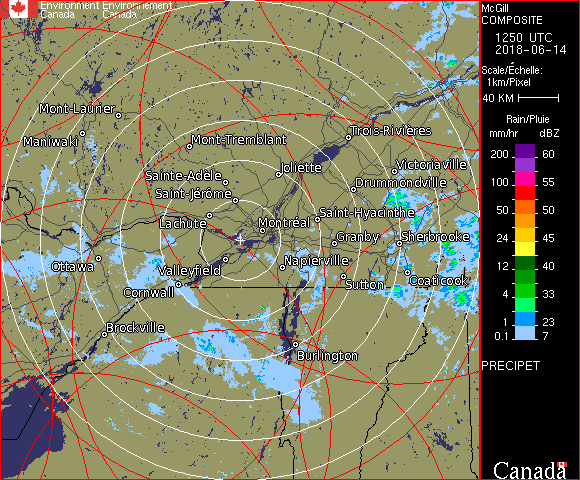 Environment Environnement
Canada Canada
McGill
COMPOSITE
1250 UTC
2018-06-14
Scale/Échelle:
1km/Pixel
40 KM
Rain/Pluie
mm/hr dBZ
200 60
100 55
50 50
24 45
12 40
4 33
1 23
0.1 7
PRECIPET
Canada
Mont-Laurier
Maniwaki
Mont-Tremblant
Trois-Rivières
Victoriaville
Joliette
Sainte-Adèle
Drummondville
Saint-Jérôme
Lachute
Saint-Hyacinthe
Montréal
Granby
Sherbrooke
Ottawa
Valleyfield
Napierville
Cornwall
Sutton
Coaticook
Brockville
Burlington